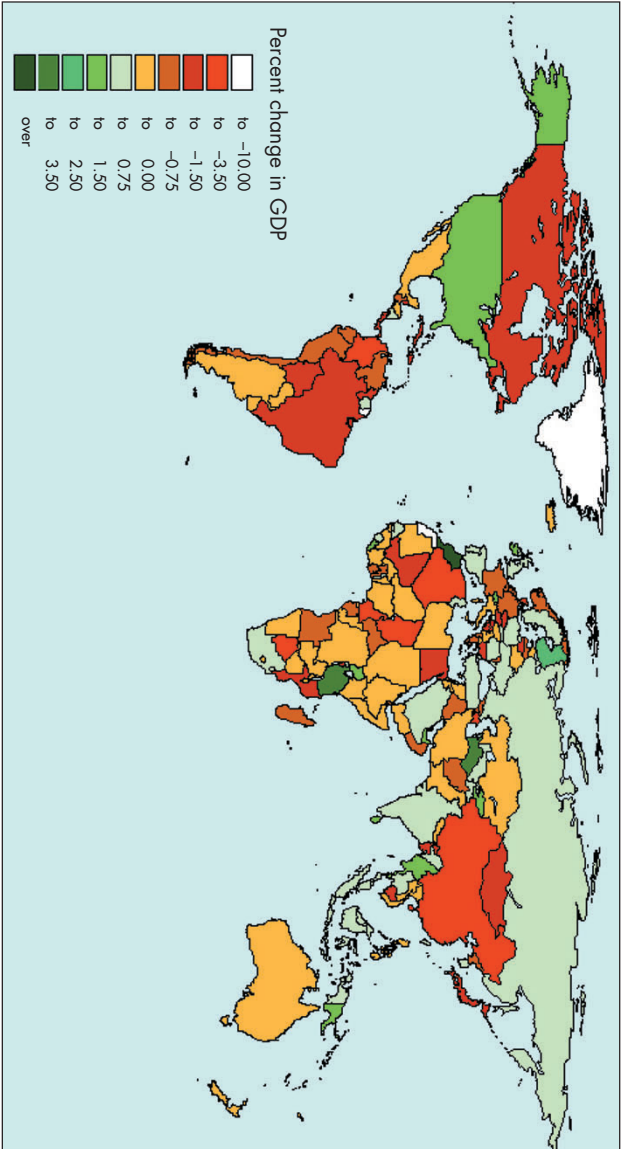 Percent change in GDP
to –10.00
to –3.50
to –1.50
to –0.75
to 0.00
to 0.75
to 1.50
to 2.50
to 3.50
over